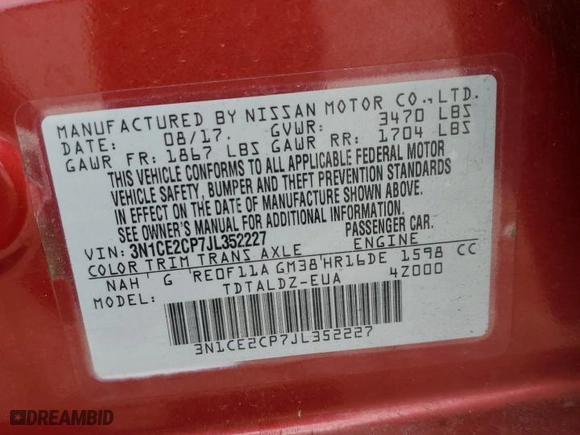 MANUFACTURED BY NISSAN MOTOR CO.,LTD.
DATE: 08/17. GVWR: 3470 LBS
GAWR FR: 1867 LBS GAWR RR: 1704 LBS
THIS VEHICLE CONFORMS TO ALL APPLICABLE FEDERAL MOTOR
VEHICLE SAFETY, BUMPER AND THEFT PREVENTION STANDARDS
IN EFFECT ON THE DATE OF MANUFACTURE SHOWN ABOVE.
SEE OWNER'S MANUAL FOR ADDITIONAL INFORMATION.
VIN: 3N1CE2CP7JL352227 PASSENGER CAR.
COLOR TRIM TRANS AXLE ENGINE
NAH G RE0F11A GM38 HR16DE 1598 CC
MODEL: TDTALDZ-EUA 4Z000
3N1CE2CP7JL352227
DREAMBID